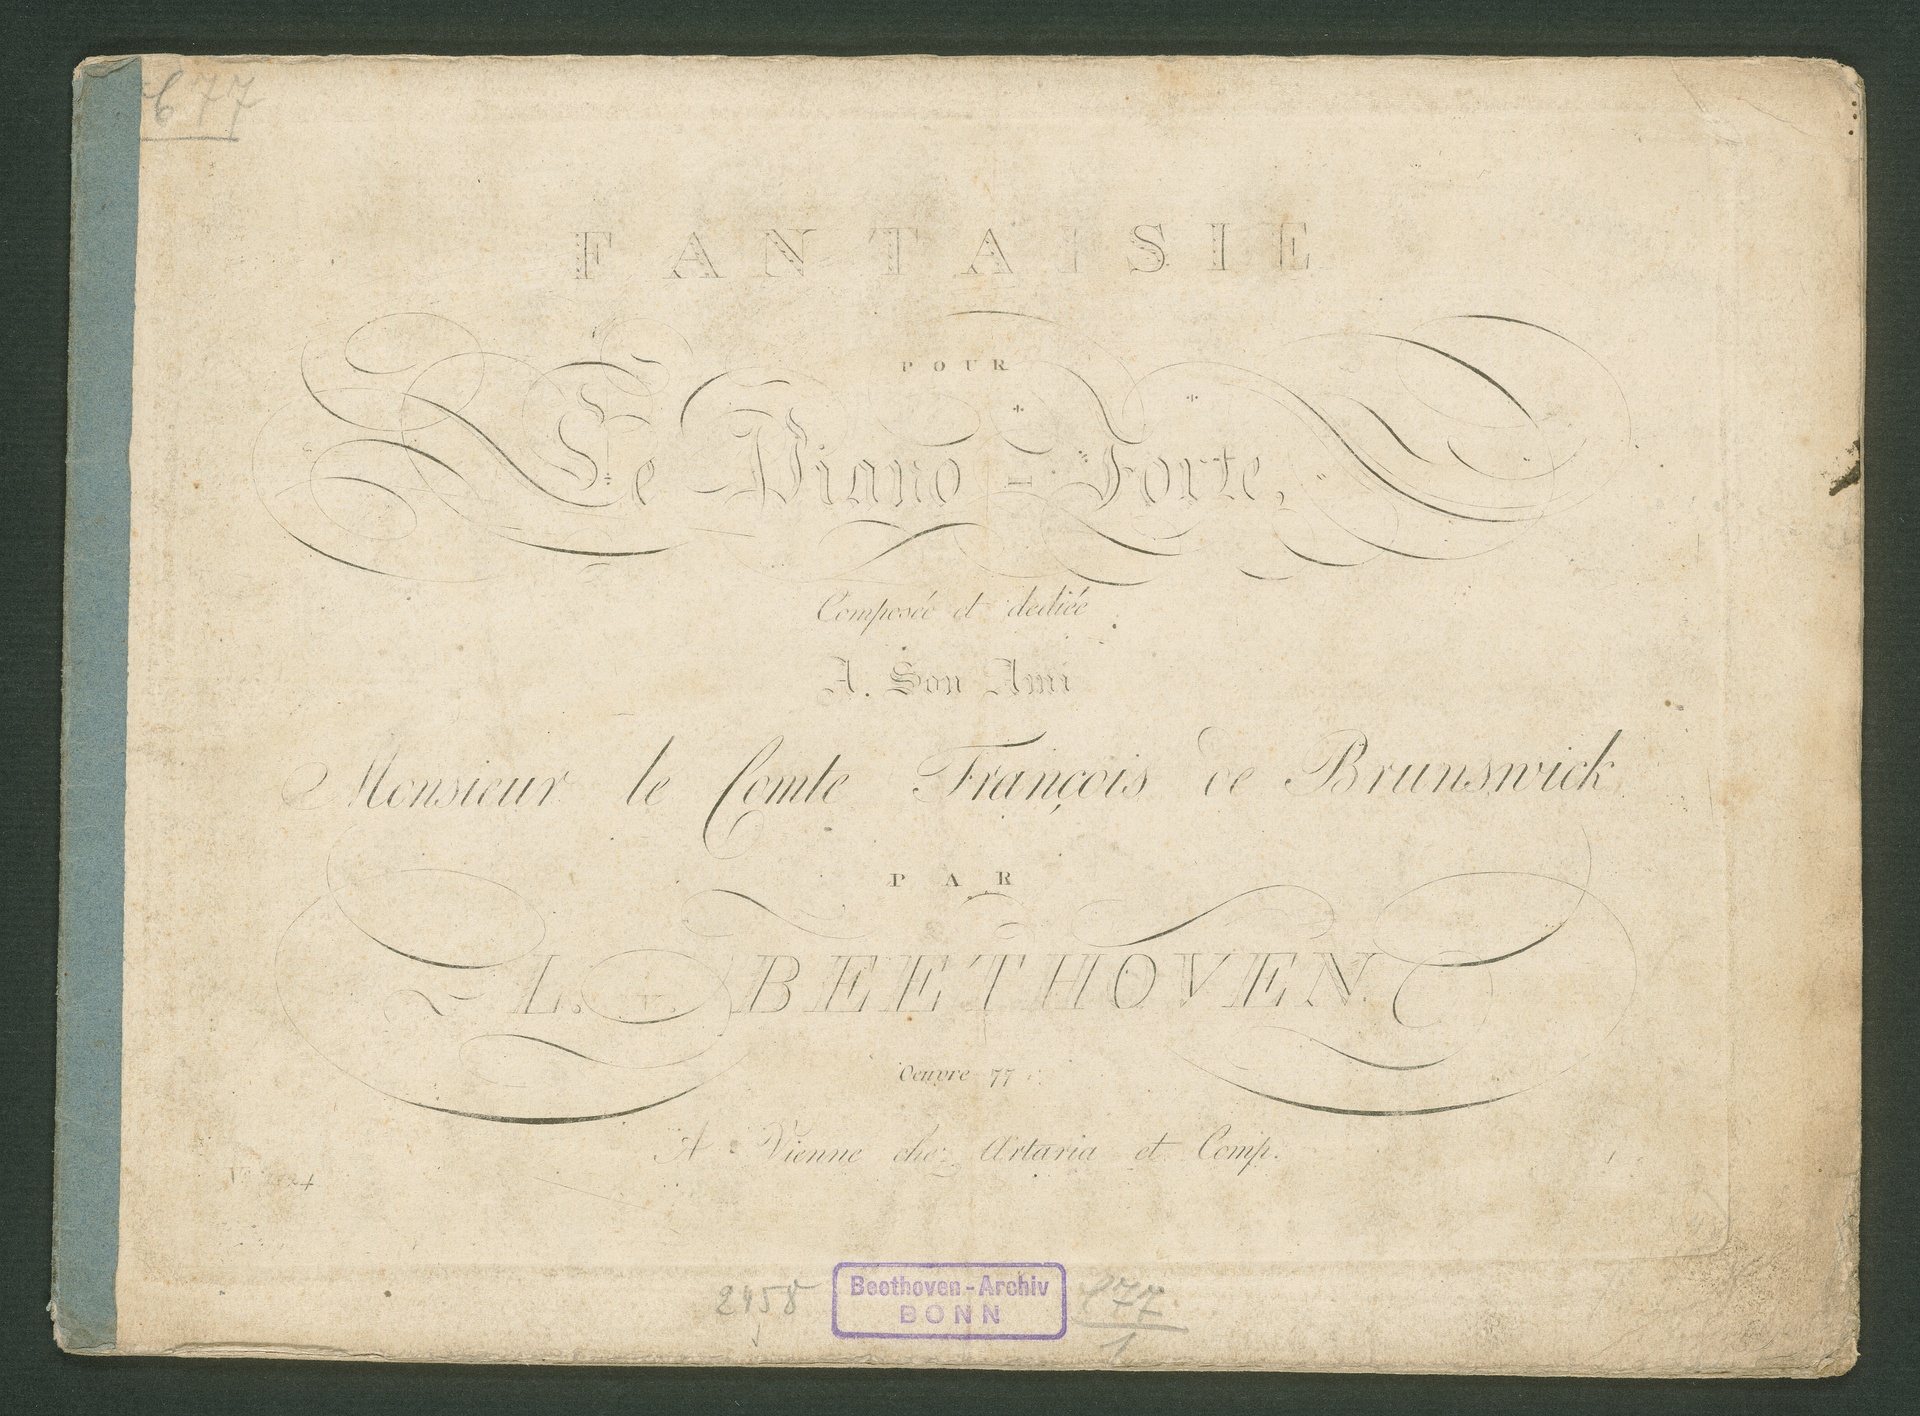 677
FANTAISIE
POUR
Le Piano = Forte,
Composée et dediée
A. Son Ami
Monsieur le Comte François de Brunswick
PAR
L. v. BEETHOVEN
Oeuvre 77
A Vienne chez Artaria et Comp.
2458
Beethoven-Archiv
BONN
C 77
1